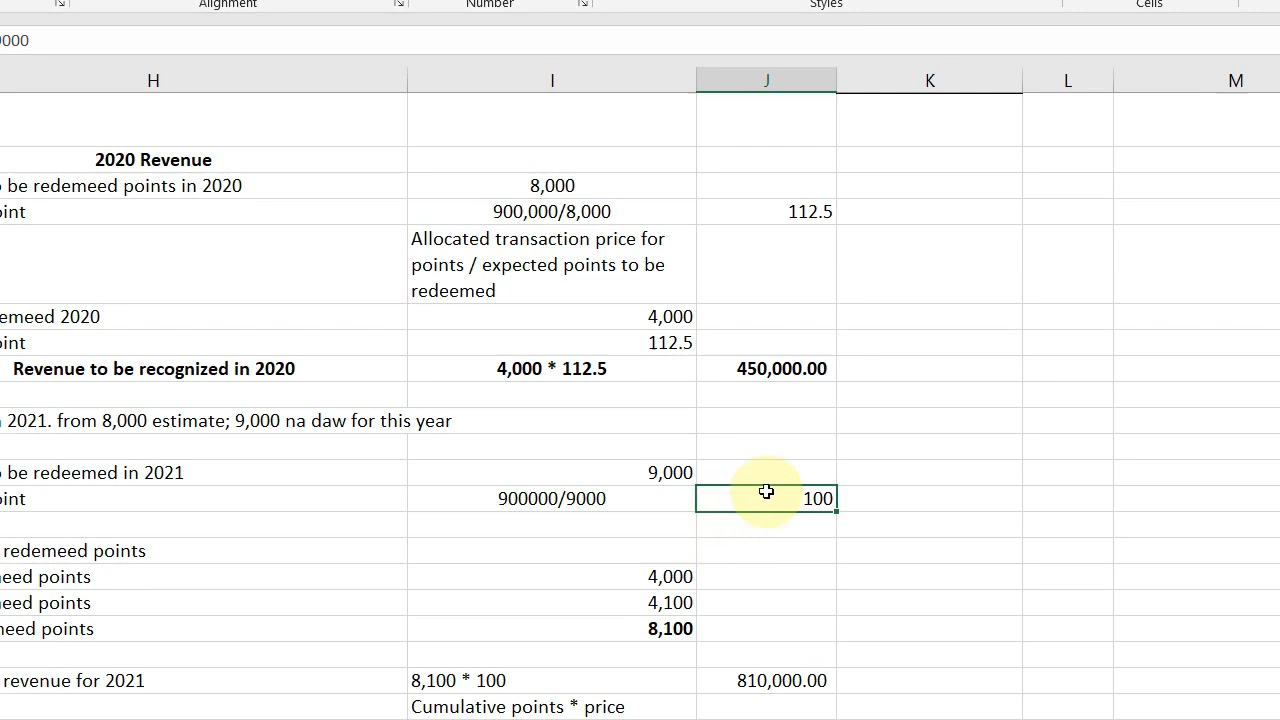 Alignment Number Styles Cells
000
H I J K L M
2020 Revenue
be redemeed points in 2020 8,000
int 900,000/8,000 112.5
Allocated transaction price for
points / expected points to be
redeemed
emeed 2020 4,000
int 112.5
Revenue to be recognized in 2020 4,000 * 112.5 450,000.00
2021. from 8,000 estimate; 9,000 na daw for this year
be redeemed in 2021 9,000
int 900000/9000 100
redemeed points
eed points 4,000
eed points 4,100
need points 8,100
revenue for 2021 8,100 * 100 810,000.00
Cumulative points * price